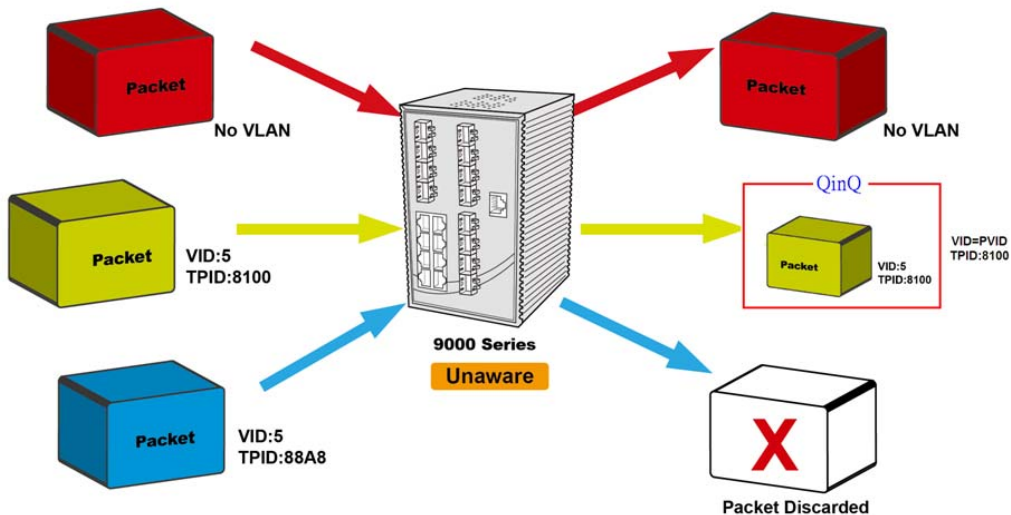 Packet
No VLAN
Packet
No VLAN
Packet
VID:5
TPID:8100
QinQ
Packet
VID:5
TPID:8100
VID=PVID
TPID:8100
9000 Series
Unaware
Packet
VID:5
TPID:88A8
X
Packet Discarded